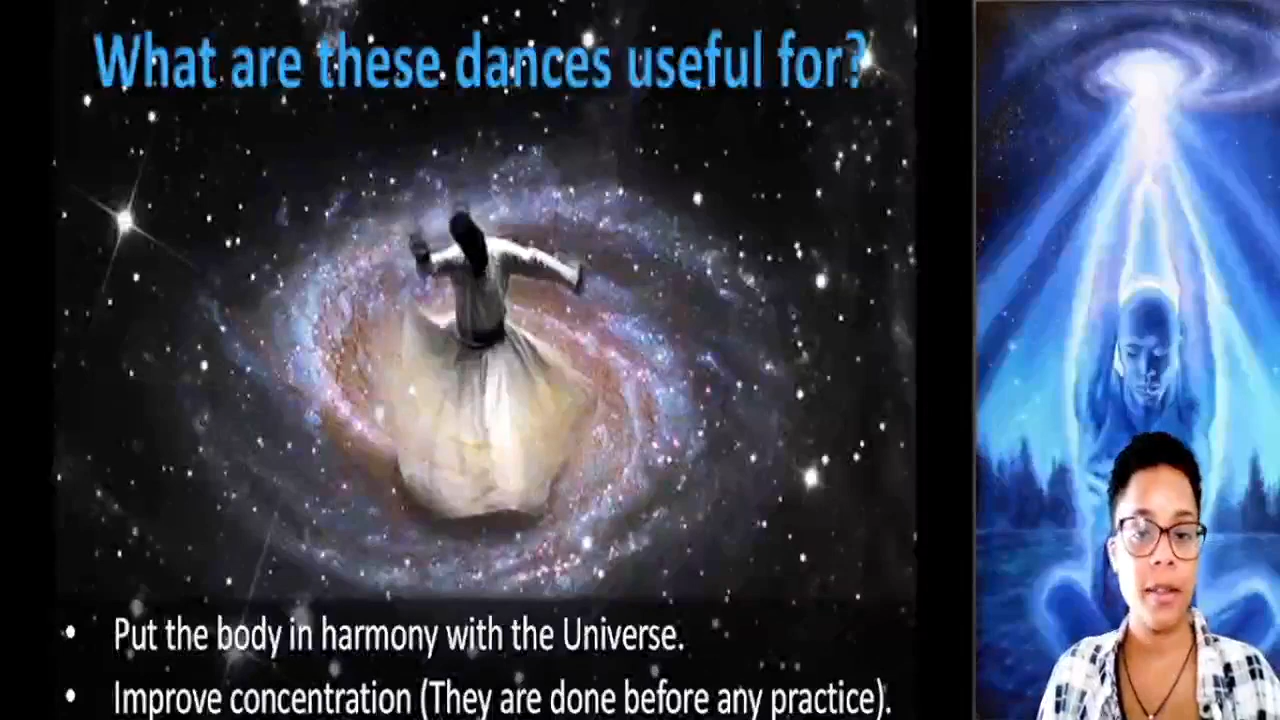 What are these dances useful for?
• Put the body in harmony with the Universe.
• Improve concentration (They are done before any practice).